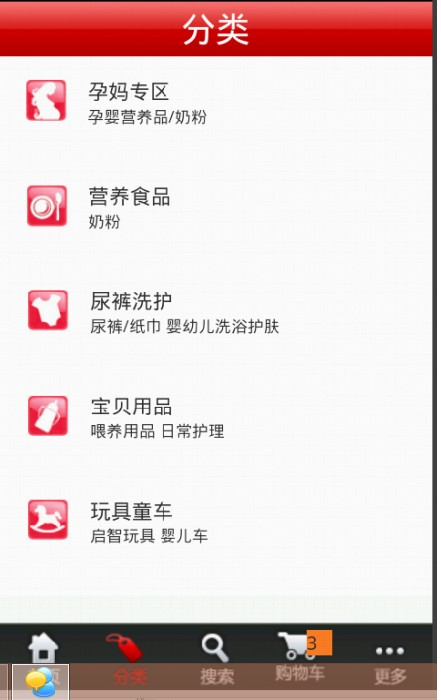 分类
孕妈专区
孕婴营养品/奶粉
营养食品
奶粉
尿裤洗护
尿裤/纸巾 婴幼儿洗浴护肤
宝贝用品
喂养用品 日常护理
玩具童车
启智玩具 婴儿车
3
分类
搜索
购物车
更多